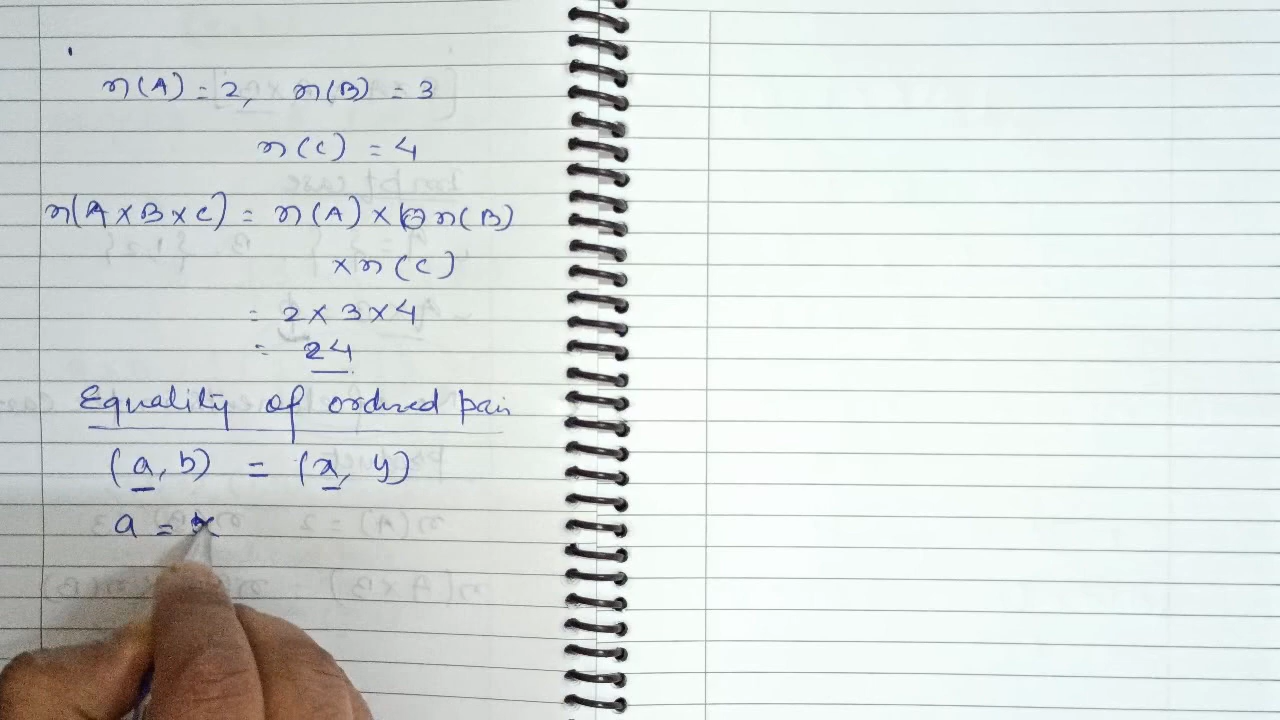 n(A) = 2, n(B) = 3
n(C) = 4
n(A × B × C) = n(A) × n(B)
× n(C)
= 2 × 3 × 4
= 24
Equality of ordered pair
(a, b) = (x, y)
a = x